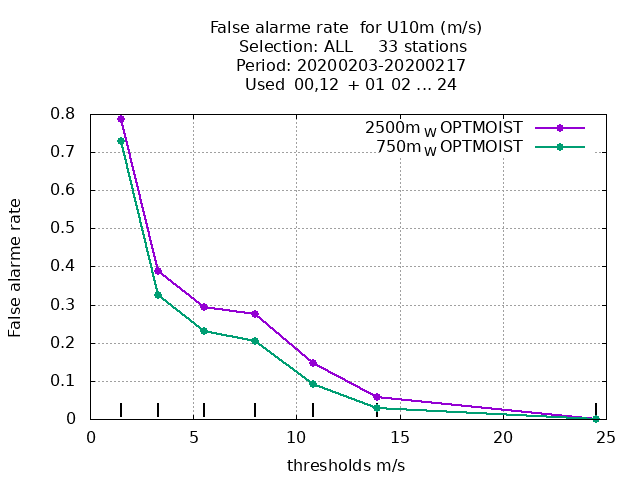 False alarme rate  for U10m (m/s)
Selection: ALL     33 stations
Period: 20200203-20200217
Used  00,12  + 01 02 ... 24
2500m W OPTMOIST
750m W OPTMOIST
0.8
0.7
0.6
0.5
0.4
0.3
0.2
0.1
0
False alarme rate
0 5 10 15 20 25
thresholds m/s